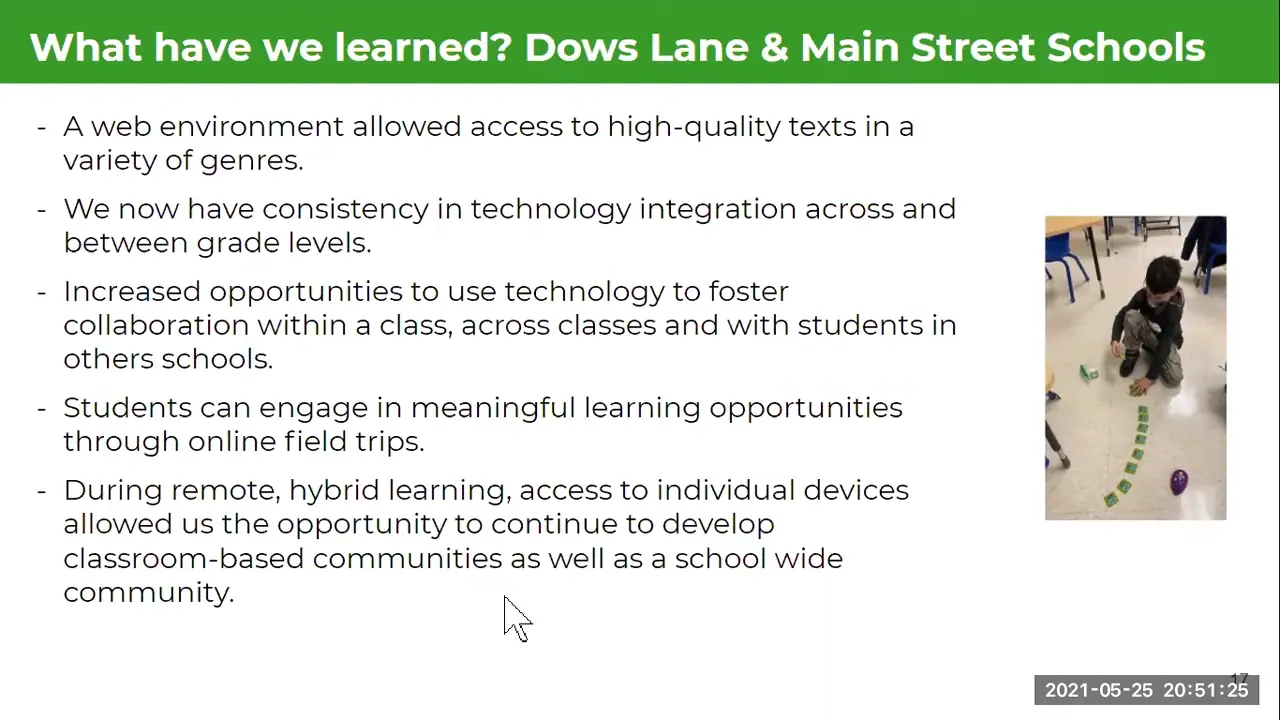 What have we learned? Dows Lane & Main Street Schools
- A web environment allowed access to high-quality texts in a
variety of genres.
- We now have consistency in technology integration across and
between grade levels.
- Increased opportunities to use technology to foster
collaboration within a class, across classes and with students in
others schools.
- Students can engage in meaningful learning opportunities
through online field trips.
- During remote, hybrid learning, access to individual devices
allowed us the opportunity to continue to develop
classroom-based communities as well as a school wide
community.
17
2021-05-25 20:51:25